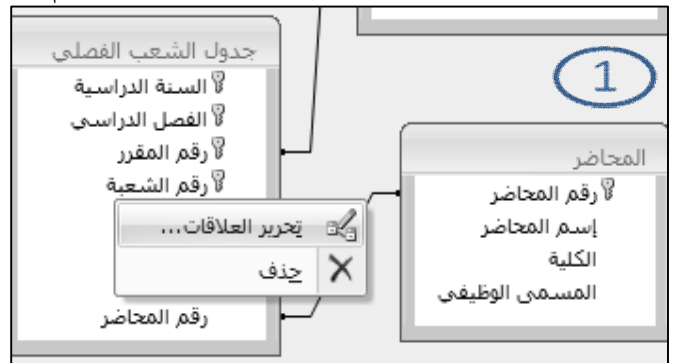 جدول الشعب الفصلي
السنة الدراسية
الفصل الدراسي
رقم المقرر
رقم الشعبة
تحرير العلاقات...
حذف
رقم المحاضر
1
المحاضر
رقم المحاضر
إسم المحاضر
الكلية
المسمى الوظيفي